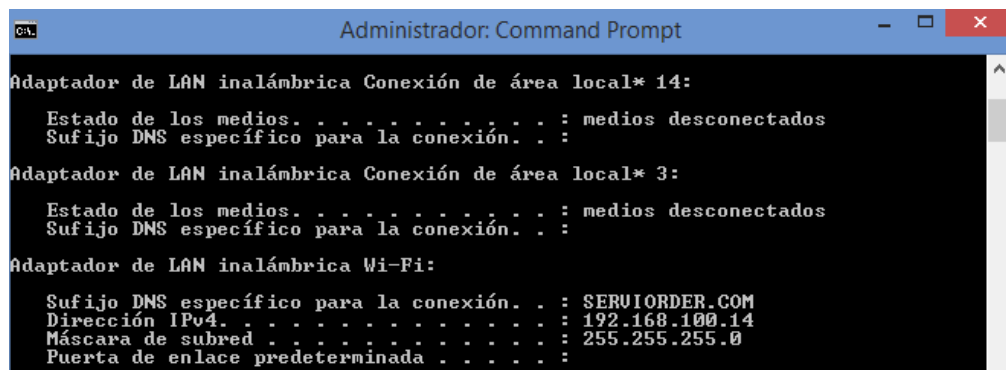 Administrador: Command Prompt
Adaptador de LAN inalámbrica Conexión de área local* 14:
Estado de los medios. . . . . . . . . . . : medios desconectados
Sufijo DNS específico para la conexión. . :
Adaptador de LAN inalámbrica Conexión de área local* 3:
Estado de los medios. . . . . . . . . . . : medios desconectados
Sufijo DNS específico para la conexión. . :
Adaptador de LAN inalámbrica Wi-Fi:
Sufijo DNS específico para la conexión. . : SERVIORDER.COM
Dirección IPv4. . . . . . . . . . . . . . : 192.168.100.14
Máscara de subred . . . . . . . . . . . . : 255.255.255.0
Puerta de enlace predeterminada . . . . . :